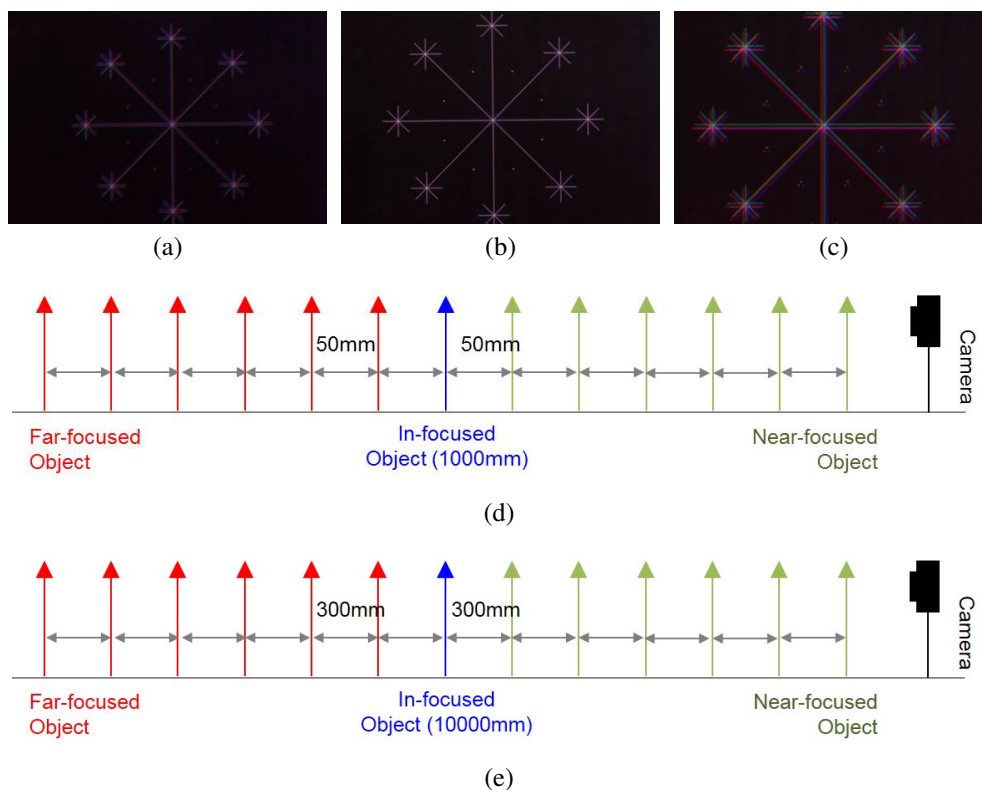 (a)
(b)
(c)
50mm
50mm
Camera
Far-focused
Object
In-focused
Object (1000mm)
Near-focused
Object
(d)
300mm
300mm
Camera
Far-focused
Object
In-focused
Object (10000mm)
Near-focused
Object
(e)